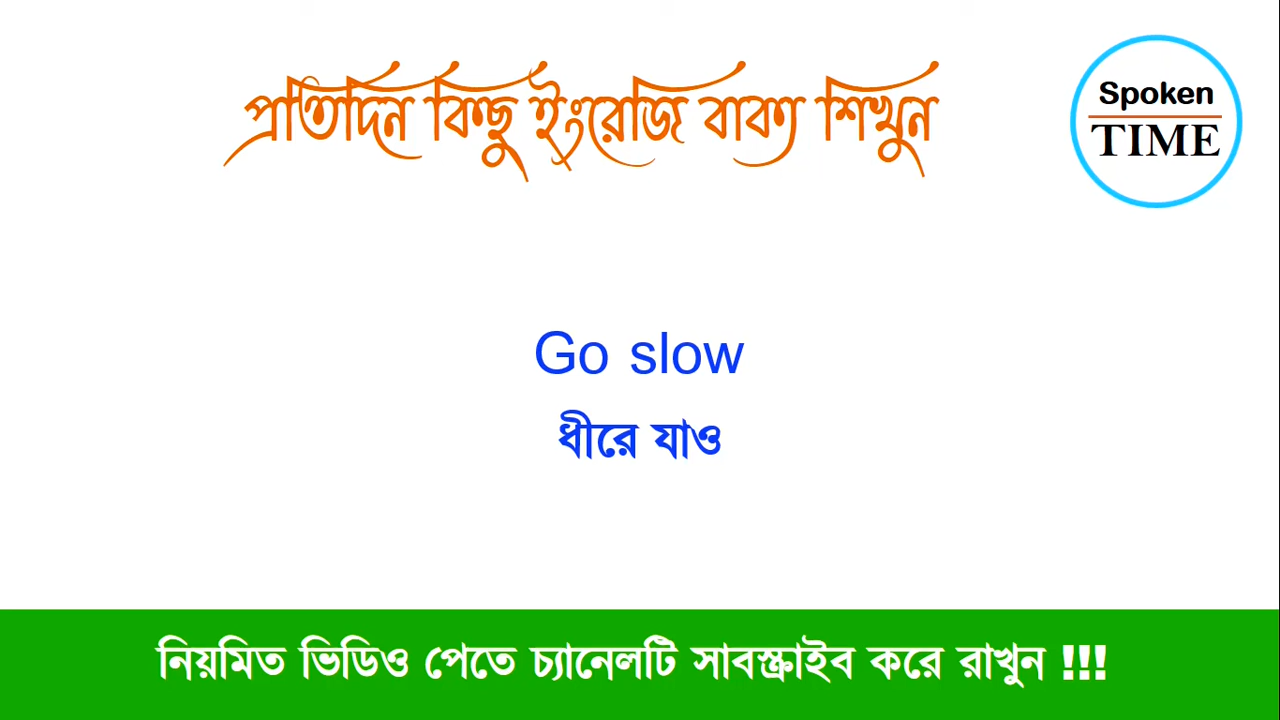 প্রতিদিন কিছু ইংরেজি বাক্য শিখুন
Spoken
TIME
Go slow
ধীরে যাও
নিয়মিত ভিডিও পেতে চ্যানেলটি সাবস্ক্রাইব করে রাখুন !!!